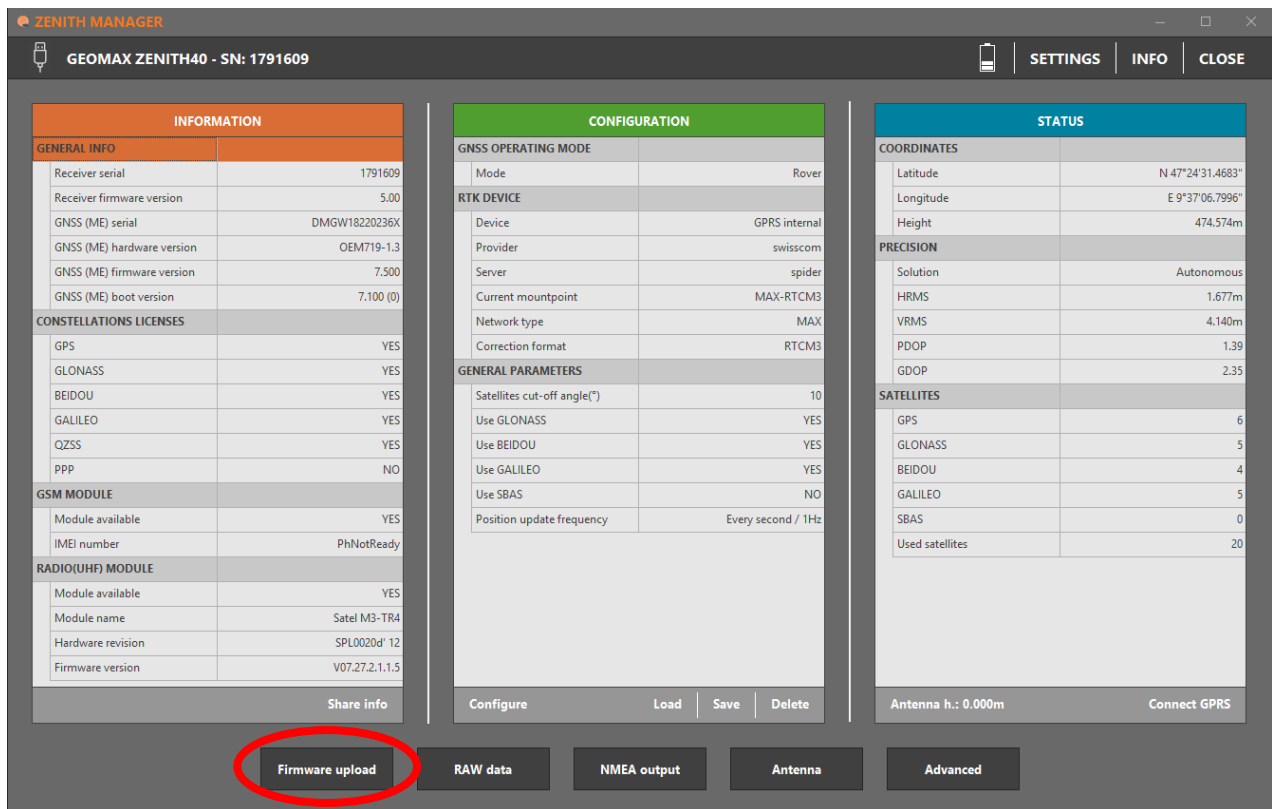 ZENITH MANAGER
GEOMAX ZENITH40 - SN: 1791609
SETTINGS INFO CLOSE
INFORMATION
GENERAL INFO
Receiver serial 1791609
Receiver firmware version 5.00
GNSS (ME) serial DMGW18220236X
GNSS (ME) hardware version OEM719-1.3
GNSS (ME) firmware version 7.500
GNSS (ME) boot version 7.100 (0)
CONSTELLATIONS LICENSES
GPS YES
GLONASS YES
BEIDOU YES
GALILEO YES
QZSS YES
PPP NO
GSM MODULE
Module available YES
IMEI number PhNotReady
RADIO(UHF) MODULE
Module available YES
Module name Satel M3-TR4
Hardware revision SPL0020d' 12
Firmware version V07.27.2.1.1.5
Share info
CONFIGURATION
GNSS OPERATING MODE
Mode Rover
RTK DEVICE
Device GPRS internal
Provider swisscom
Server spider
Current mountpoint MAX-RTCM3
Network type MAX
Correction format RTCM3
GENERAL PARAMETERS
Satellites cut-off angle(°) 10
Use GLONASS YES
Use BEIDOU YES
Use GALILEO YES
Use SBAS NO
Position update frequency Every second / 1Hz
Configure Load Save Delete
STATUS
COORDINATES
Latitude N 47°24'31.4683"
Longitude E 9°37'06.7996"
Height 474.574m
PRECISION
Solution Autonomous
HRMS 1.677m
VRMS 4.140m
PDOP 1.39
GDOP 2.35
SATELLITES
GPS 6
GLONASS 5
BEIDOU 4
GALILEO 5
SBAS 0
Used satellites 20
Antenna h.: 0.000m Connect GPRS
Firmware upload RAW data NMEA output Antenna Advanced